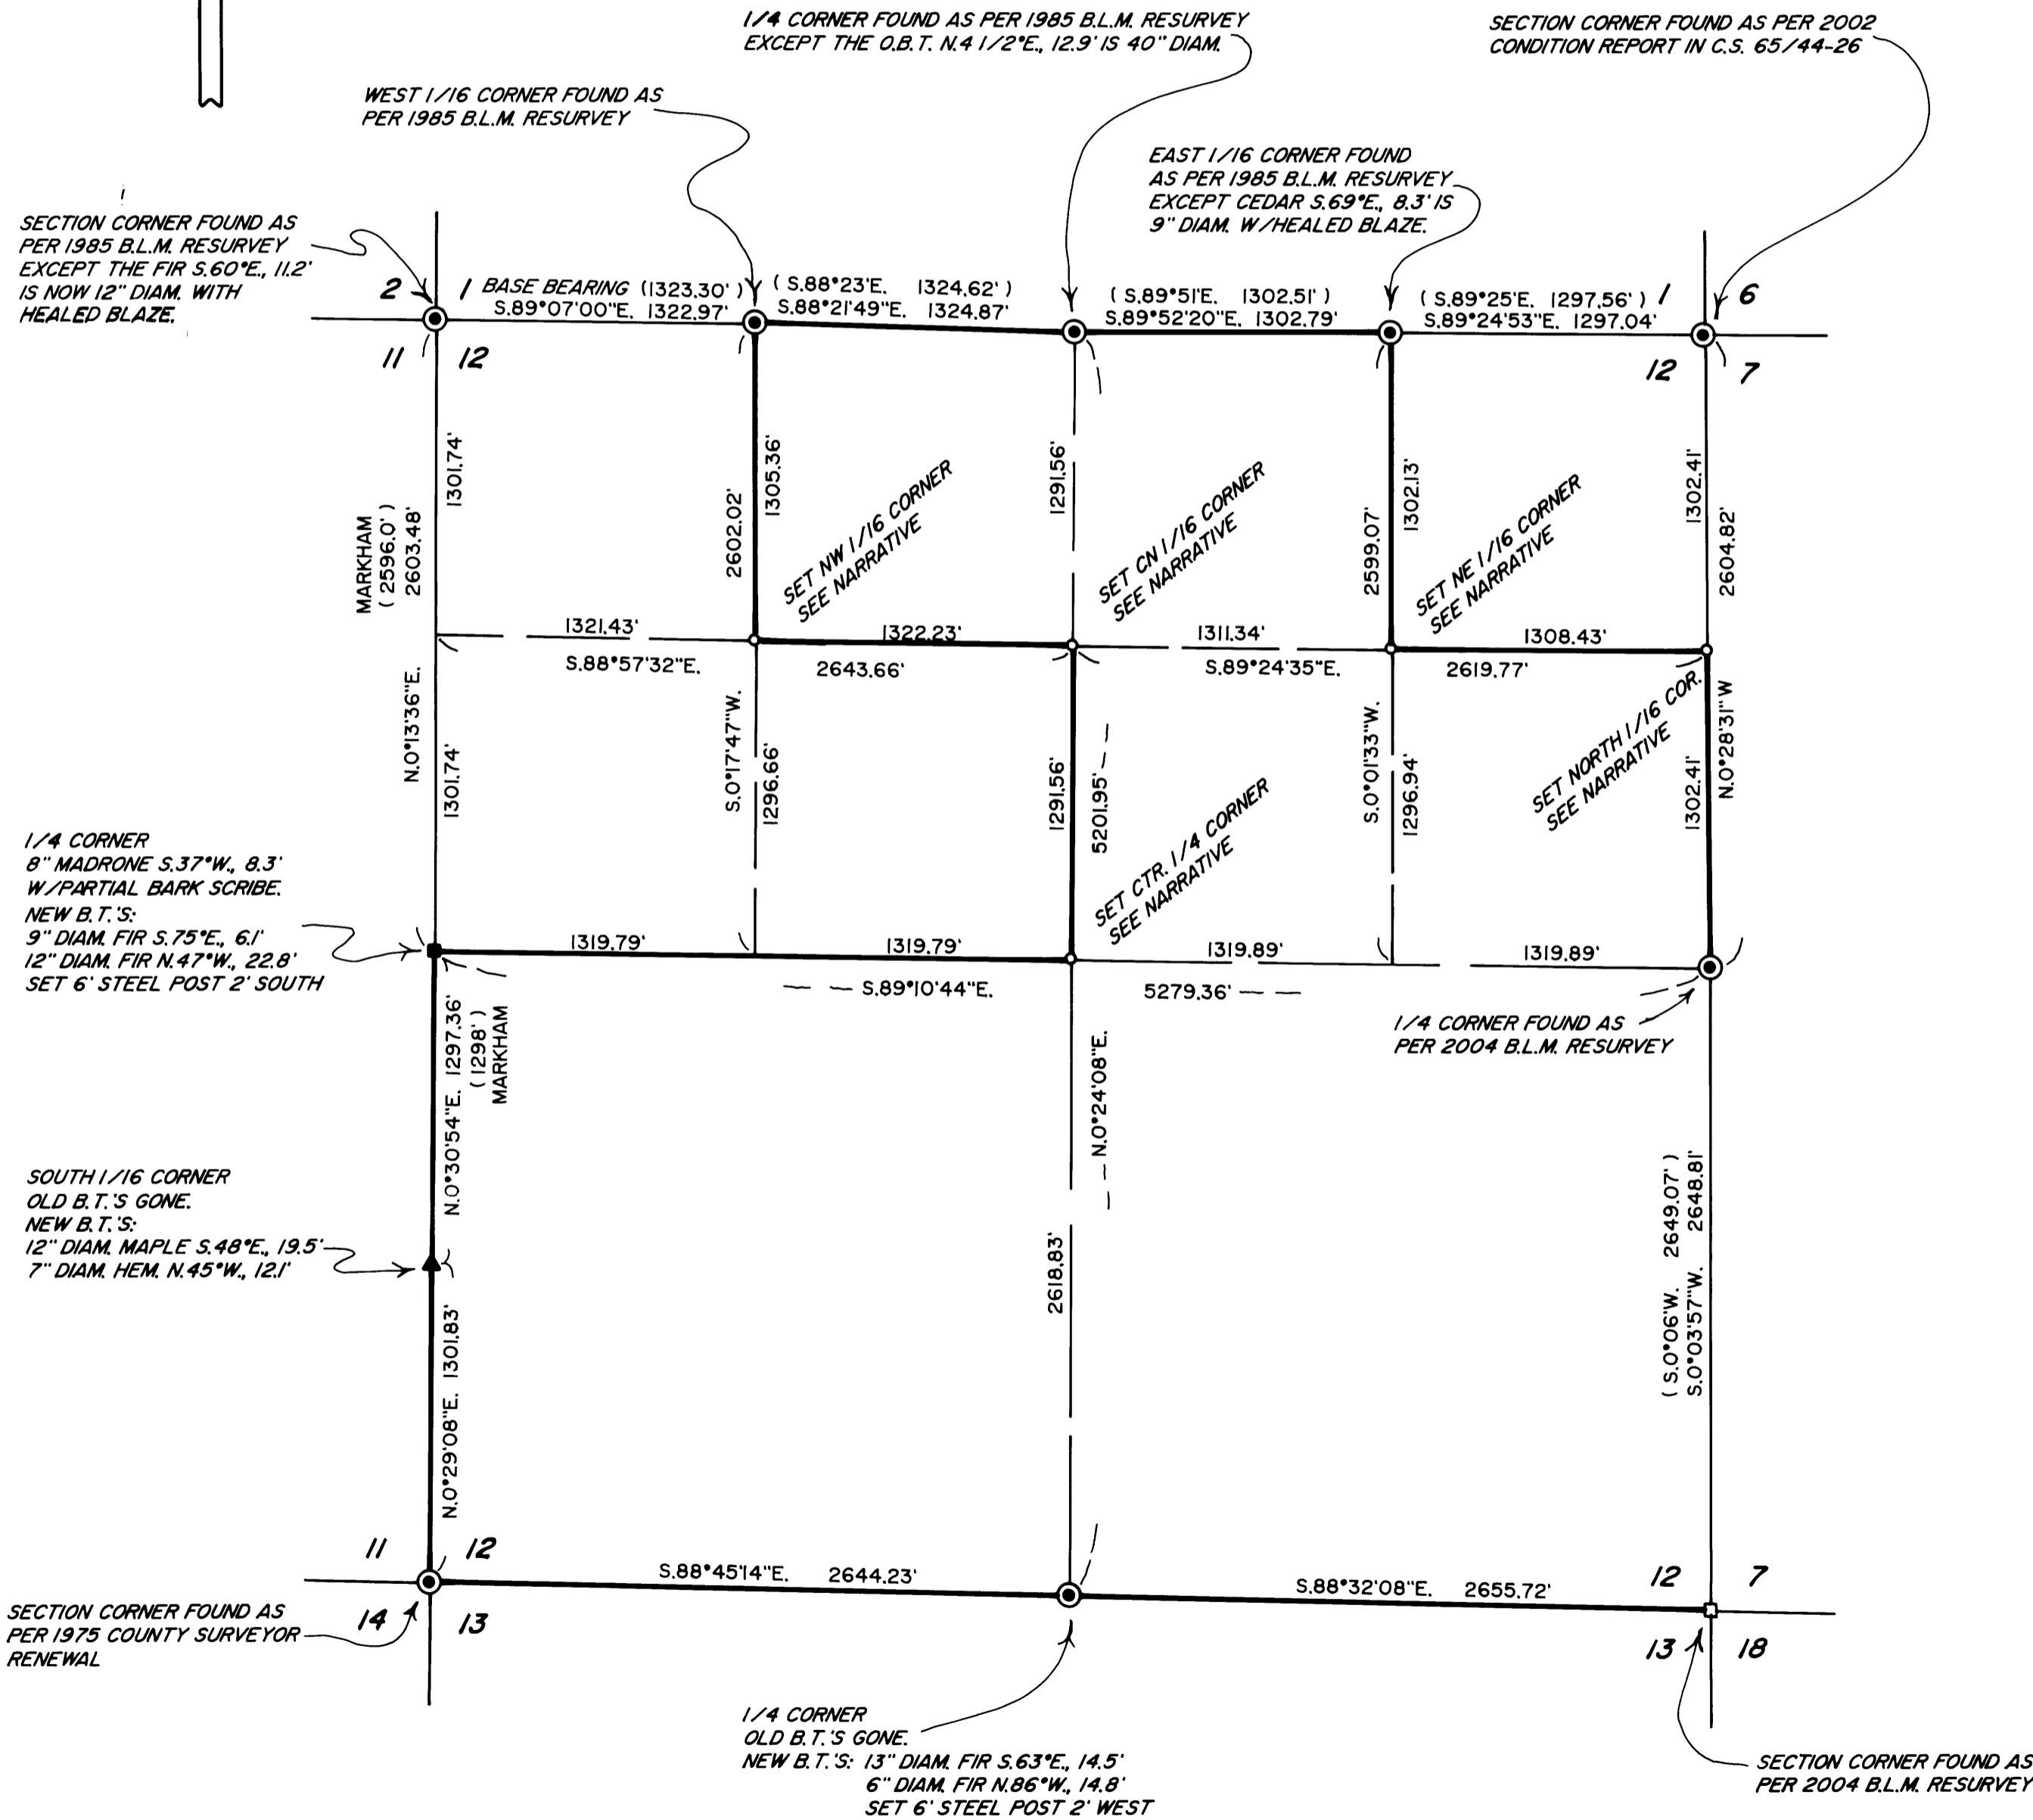 1/4 CORNER FOUND AS PER 1985 B.L.M. RESURVEY
EXCEPT THE O.B.T. N.4 1/2°E., 12.9' IS 40" DIAM.
SECTION CORNER FOUND AS PER 2002
CONDITION REPORT IN C.S. 65/44-26
WEST 1/16 CORNER FOUND AS
PER 1985 B.L.M. RESURVEY
EAST 1/16 CORNER FOUND
AS PER 1985 B.L.M. RESURVEY
EXCEPT CEDAR S.69°E., 8.3' IS
9" DIAM. W/HEALED BLAZE.
SECTION CORNER FOUND AS
PER 1985 B.L.M. RESURVEY
EXCEPT THE FIR S.60°E., 11.2'
IS NOW 12" DIAM. WITH
HEALED BLAZE.
2
1
BASE BEARING (1323.30')
S.89°07'00"E. 1322.97'
(S.88°23'E. 1324.62')
S.88°21'49"E. 1324.87'
(S.89°51'E. 1302.51')
S.89°52'20"E. 1302.79'
(S.89°25'E. 1297.56')
S.89°24'53"E. 1297.04'
1
6
11
12
12
7
1301.74'
MARKHAM
(2596.0')
2603.48'
N.0°13'36"E.
1301.74'
1305.36'
2602.02'
SET NW 1/16 CORNER
SEE NARRATIVE
1291.56'
SET CN 1/16 CORNER
SEE NARRATIVE
1302.13'
2599.07'
SET NE 1/16 CORNER
SEE NARRATIVE
1302.41'
2604.82'
1321.43'
1322.23'
1311.34'
1308.43'
S.88°57'32"E.
2643.66'
S.89°24'35"E.
2619.77'
S.0°17'47"W.
1296.66'
1291.56'
5201.95'
SET CTR. 1/4 CORNER
SEE NARRATIVE
S.0°01'33"W.
1296.94'
SET NORTH 1/16 COR.
SEE NARRATIVE
1302.41'
N.0°28'31"W
1/4 CORNER
8" MADRONE S.37°W., 8.3'
W/PARTIAL BARK SCRIBE.
NEW B.T.'S:
9" DIAM. FIR S.75°E., 6.1'
12" DIAM. FIR N.47°W., 22.8'
SET 6' STEEL POST 2' SOUTH
1319.79'
1319.79'
1319.89'
1319.89'
S.89°10'44"E.
5279.36'
1/4 CORNER FOUND AS
PER 2004 B.L.M. RESURVEY
N.0°30'54"E. 1297.36'
(1298')
MARKHAM
N.0°24'08"E.
2618.83'
(S.0°06'W. 2649.07')
S.0°03'57"W. 2648.81'
SOUTH 1/16 CORNER
OLD B.T.'S GONE.
NEW B.T.'S:
12" DIAM. MAPLE S.48°E., 19.5'
7" DIAM. HEM. N.45°W., 12.1'
N.0°29'08"E. 1301.83'
11
12
S.88°45'14"E. 2644.23'
S.88°32'08"E. 2655.72'
12
7
14
13
13
18
SECTION CORNER FOUND AS
PER 1975 COUNTY SURVEYOR
RENEWAL
1/4 CORNER
OLD B.T.'S GONE.
NEW B.T.'S: 13" DIAM. FIR S.63°E., 14.5'
6" DIAM. FIR N.86°W., 14.8'
SET 6' STEEL POST 2' WEST
SECTION CORNER FOUND AS
PER 2004 B.L.M. RESURVEY